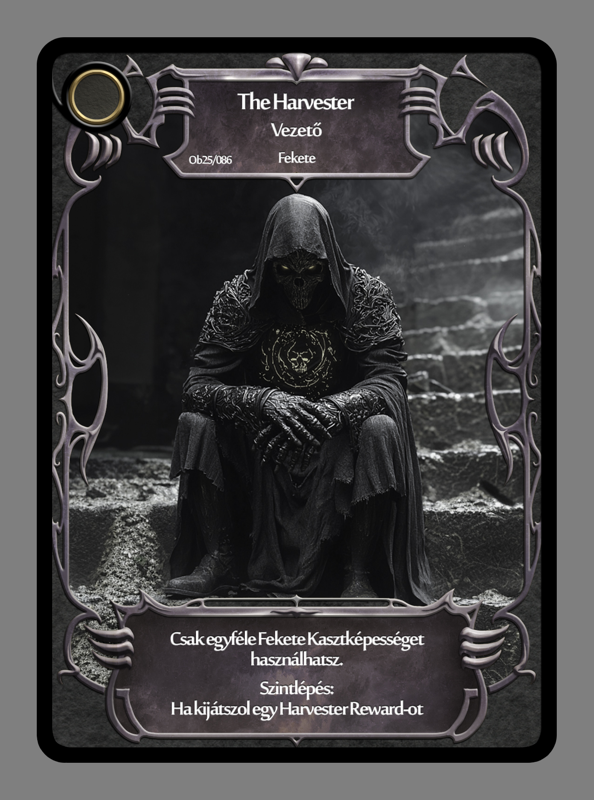 The Harvester
Vezető
Ob25/086 Fekete
Csak egyféle Fekete Kasztképességet
használhatsz.
Szintlépés:
Ha kijátszol egy Harvester Reward-ot